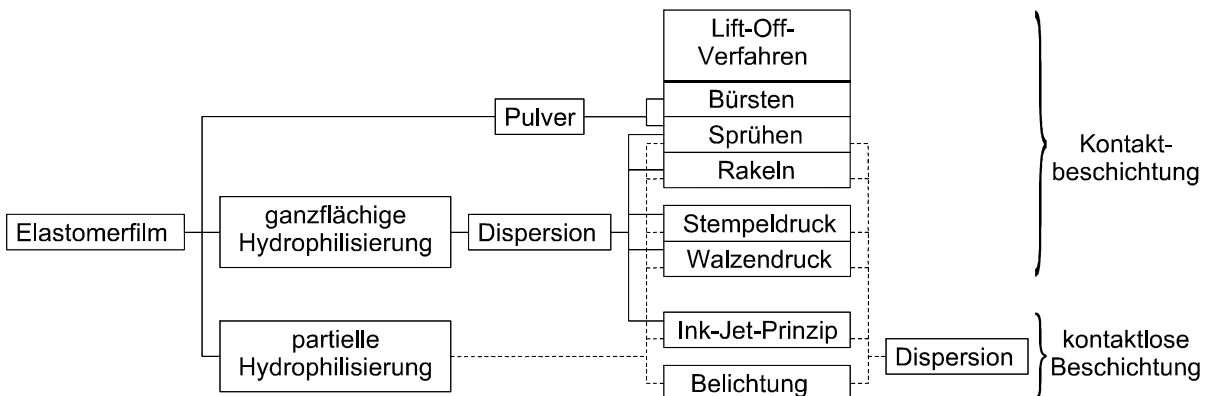 Lift-Off-
Verfahren
Bürsten
Pulver
Sprühen
Rakeln
Kontakt-
beschichtung
Elastomerfilm
ganzflächige
Hydrophilisierung
Dispersion
Stempeldruck
Walzendruck
partielle
Hydrophilisierung
Ink-Jet-Prinzip
Dispersion
kontaktlose
Beschichtung
Belichtung